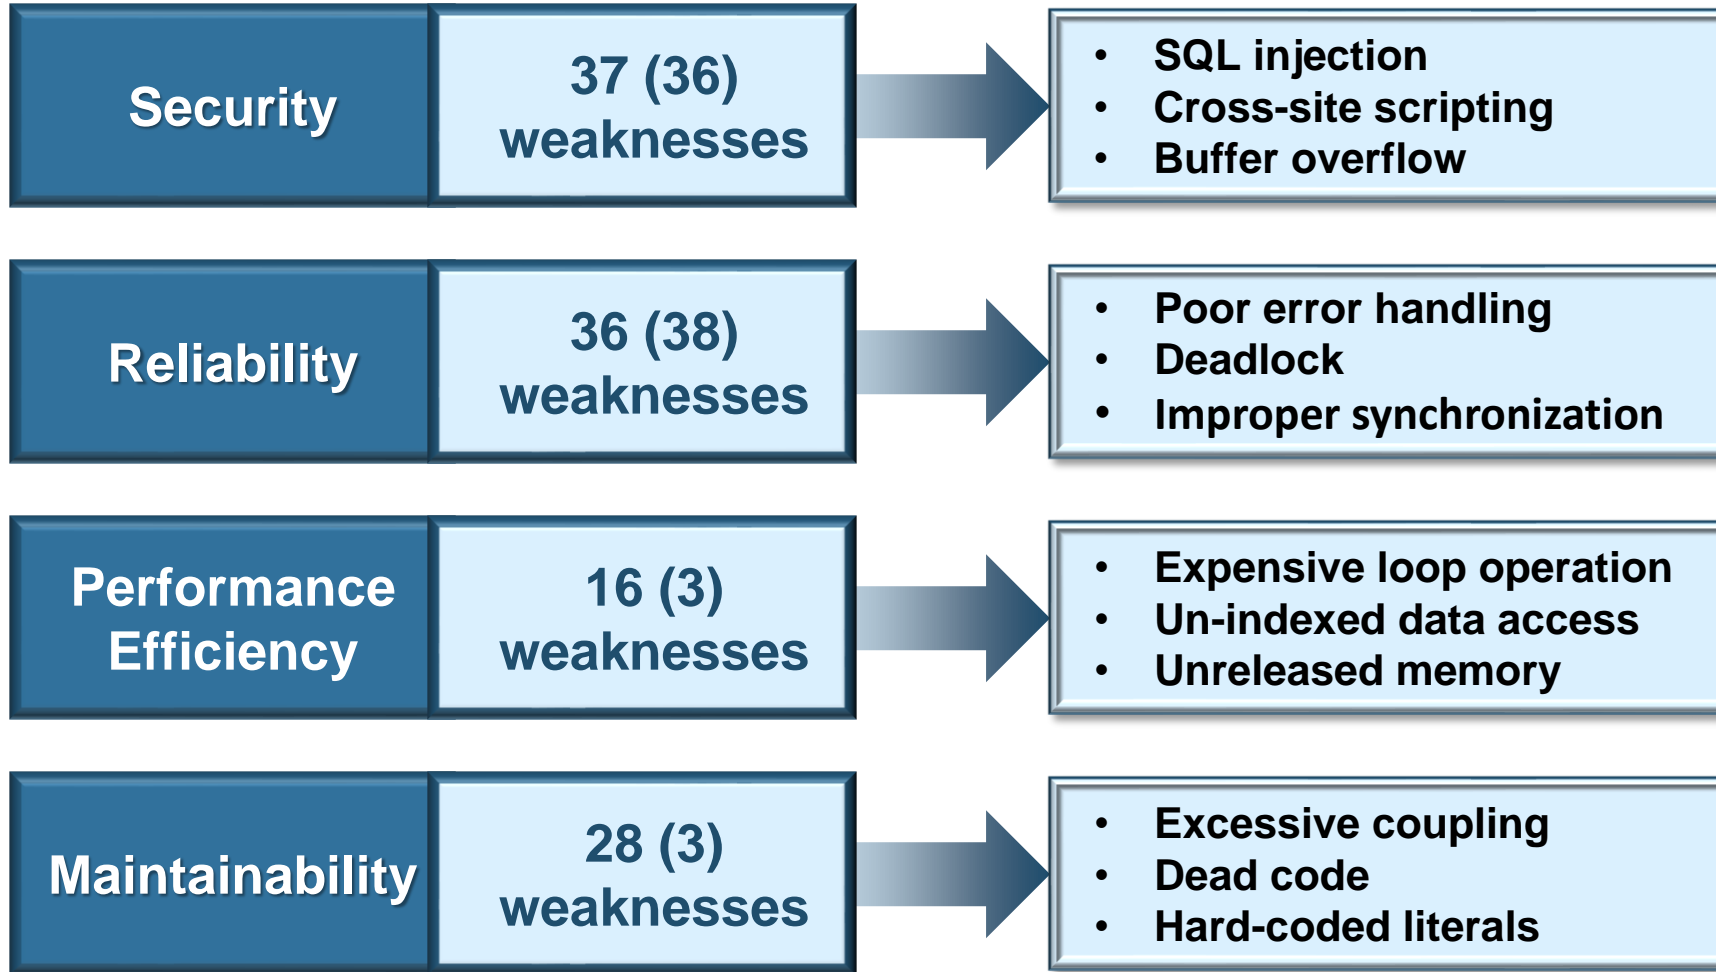 Security
37 (36)
weaknesses
• SQL injection
• Cross-site scripting
• Buffer overflow
Reliability
36 (38)
weaknesses
• Poor error handling
• Deadlock
• Improper synchronization
Performance
Efficiency
16 (3)
weaknesses
• Expensive loop operation
• Un-indexed data access
• Unreleased memory
Maintainability
28 (3)
weaknesses
• Excessive coupling
• Dead code
• Hard-coded literals